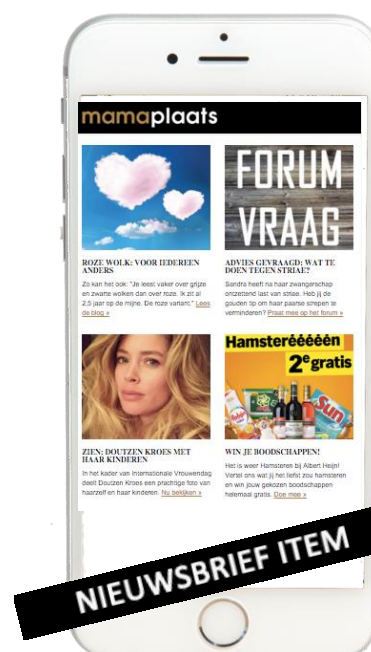 mamaplaats
FORUM
VRAAG
ROZE WOLK: VOOR IEDEREEN
ANDERS
Zo kan het ook: "Je leest vaker over grijze
en zwarte wolken dan over roze. Ik zit al
2,5 jaar op de mijne. De roze variant." Lees
de blog »
ADVIES GEVRAAGD: WAT TE
DOEN TEGEN STRIAE?
Sandra heeft na haar zwangerschap
ontzettend last van striae. Heb jij de
gouden tip om haar paarse strepen te
verminderen? Praat mee op het forum »
Hamsterééééén
2e gratis
Sun
ZIEN: DOUTZEN KROES MET
HAAR KINDEREN
In het kader van Internationale Vrouwendag
deelt Doutzen Kroes een prachtige foto van
haarzelf en haar kinderen. Nu bekijken »
WIN JE BOODSCHAPPEN!
Het is weer Hamsteren bij Albert Heijn!
Vertel ons wat jij het liefst zou hamsteren
en win jouw gekozen boodschappen
helemaal gratis. Doe mee »
NIEUWSBRIEF ITEM